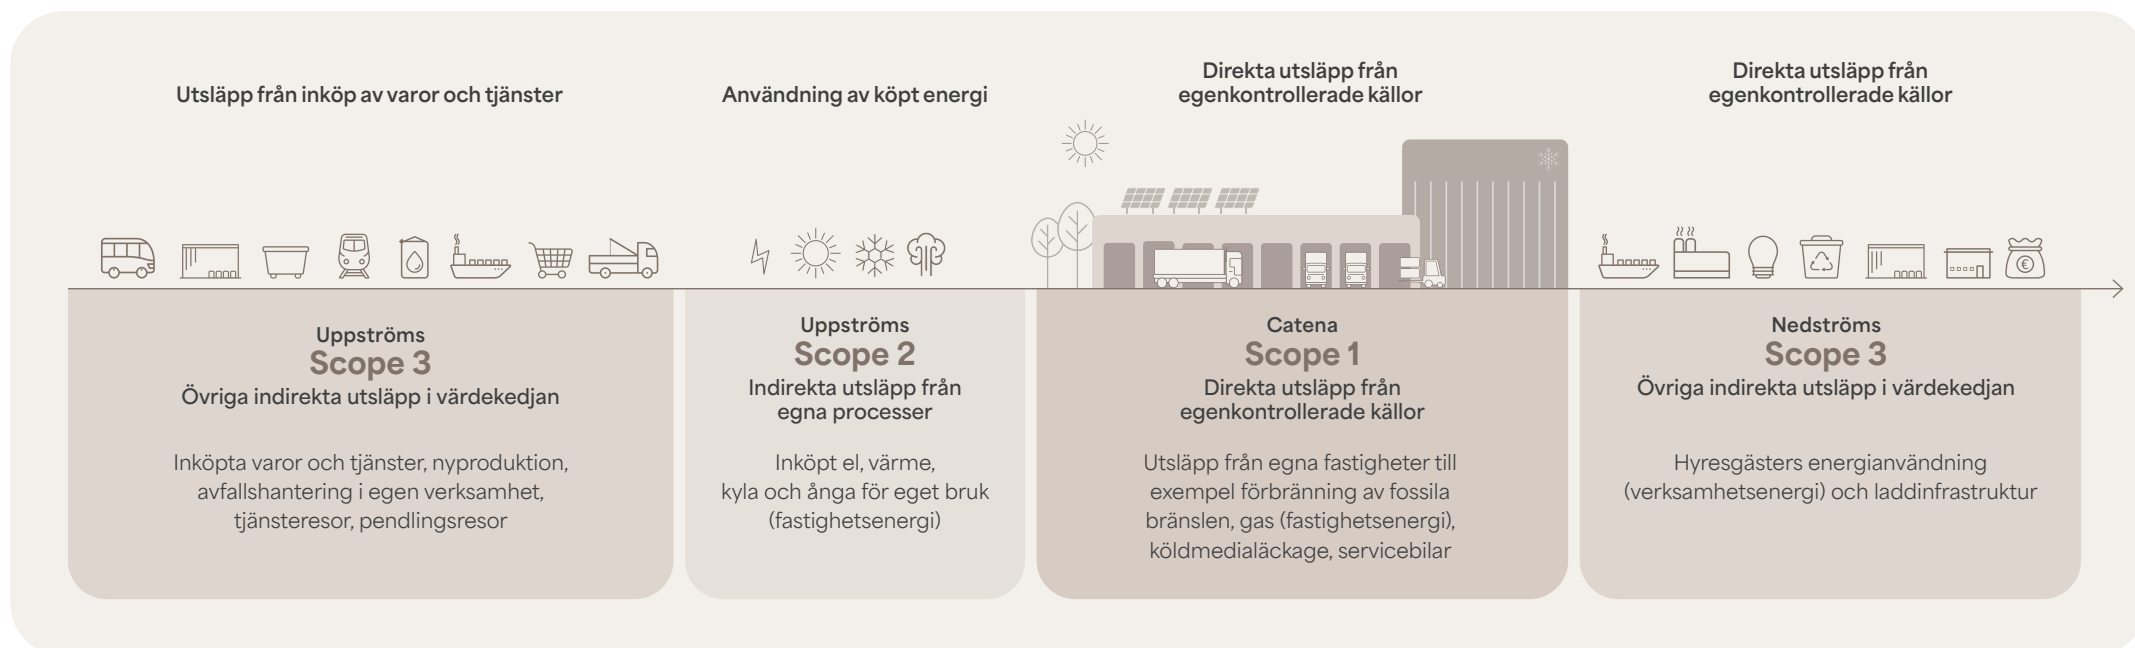 Utsläpp från inköp av varor och tjänster
Användning av köpt energi
Direkta utsläpp från
egenkontrollerade källor
Direkta utsläpp från
egenkontrollerade källor
Uppströms
Scope 3
Övriga indirekta utsläpp i värdekedjan
Inköpta varor och tjänster, nyproduktion,
avfallshantering i egen verksamhet,
tjänsteresor, pendlingsresor
Uppströms
Scope 2
Indirekta utsläpp från
egna processer
Inköpt el, värme,
kyla och ånga för eget bruk
(fastighetsenergi)
Catena
Scope 1
Direkta utsläpp från
egenkontrollerade källor
Utsläpp från egna fastigheter till
exempel förbränning av fossila
bränslen, gas (fastighetsenergi),
köldmedialäckage, servicebilar
Nedströms
Scope 3
Övriga indirekta utsläpp i värdekedjan
Hyresgästers energianvändning
(verksamhetsenergi) och laddinfrastruktur